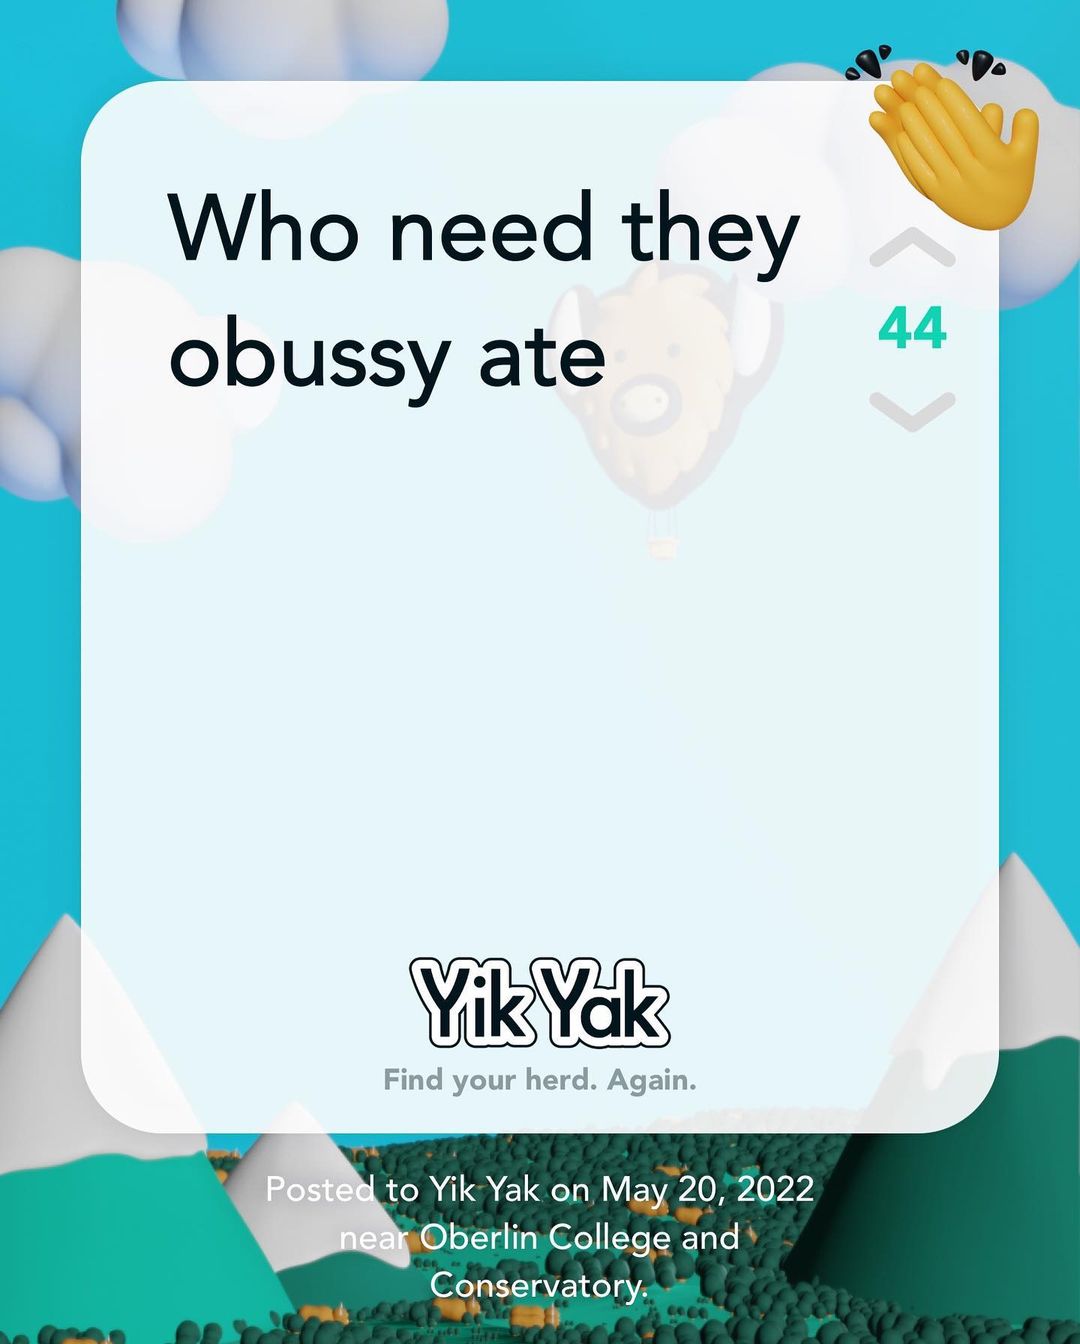 Who need they
obussy ate
44
Yik Yak
Find your herd. Again.
Posted to Yik Yak on May 20, 2022
near Oberlin College and
Conservatory.